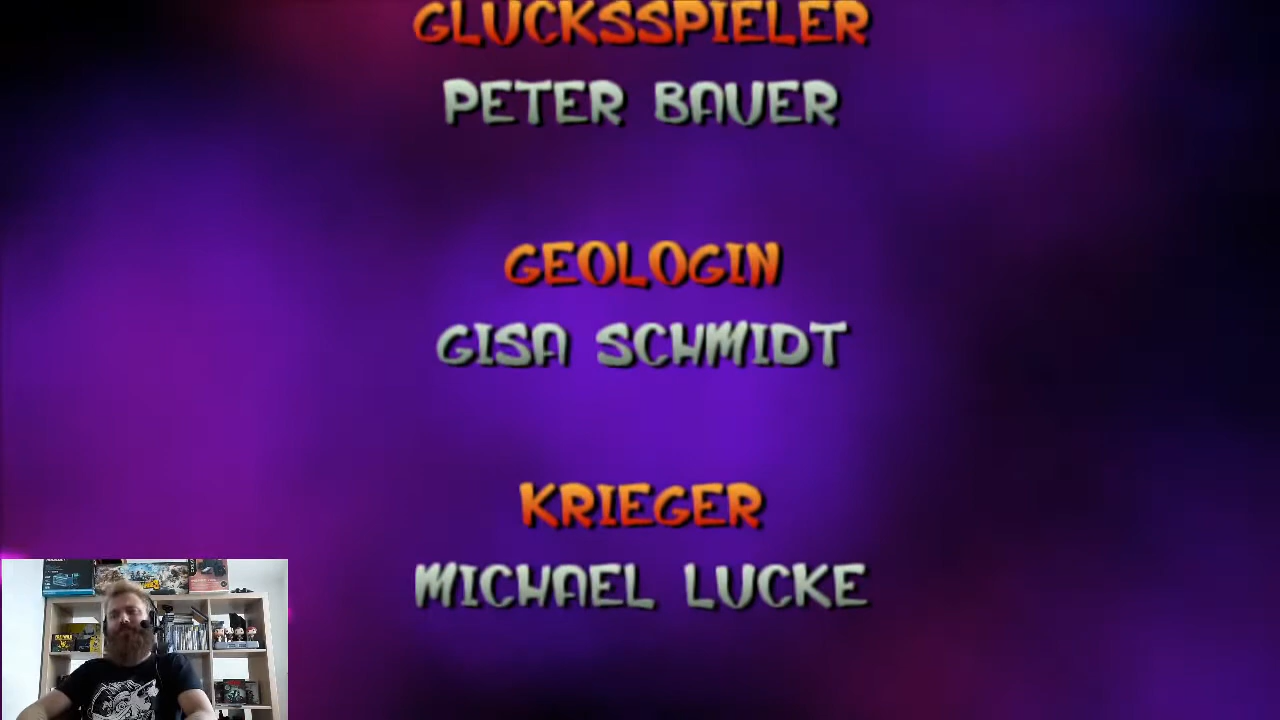 GLUCKSSPIELER
PETER BAUER
GEOLOGIN
GISA SCHMIDT
KRIEGER
MICHAEL LUCKE